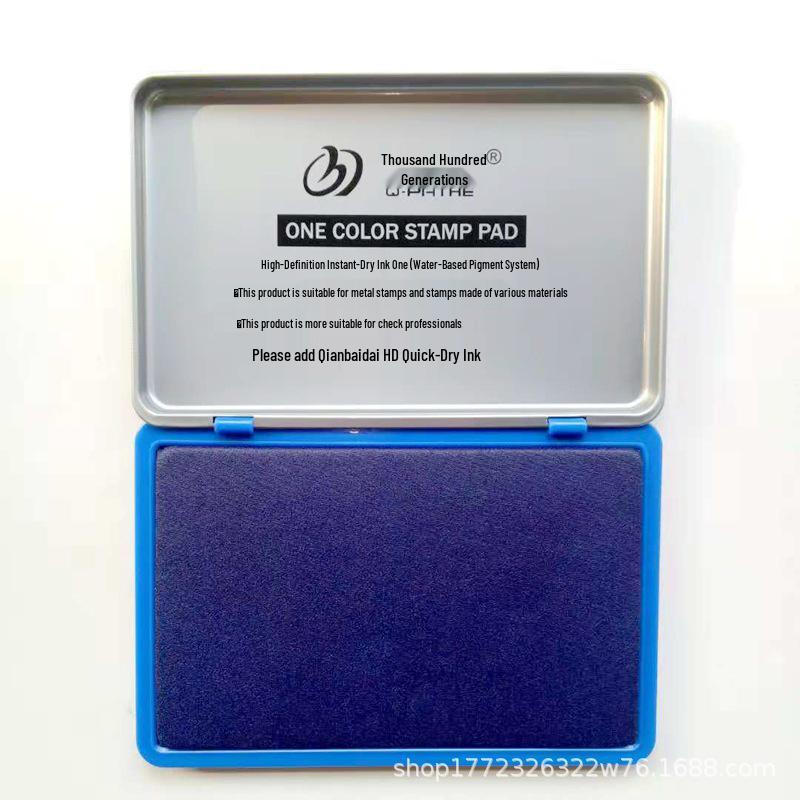 Thousand Hundred®
Generations
ONE COLOR STAMP PAD
High-Definition Instant-Dry Ink One (Water-Based Pigment System)
This product is suitable for metal stamps and stamps made of various materials
This product is more suitable for check professionals
Please add Qianbaidai HD Quick-Dry Ink
shop1772326322w76.1688.com